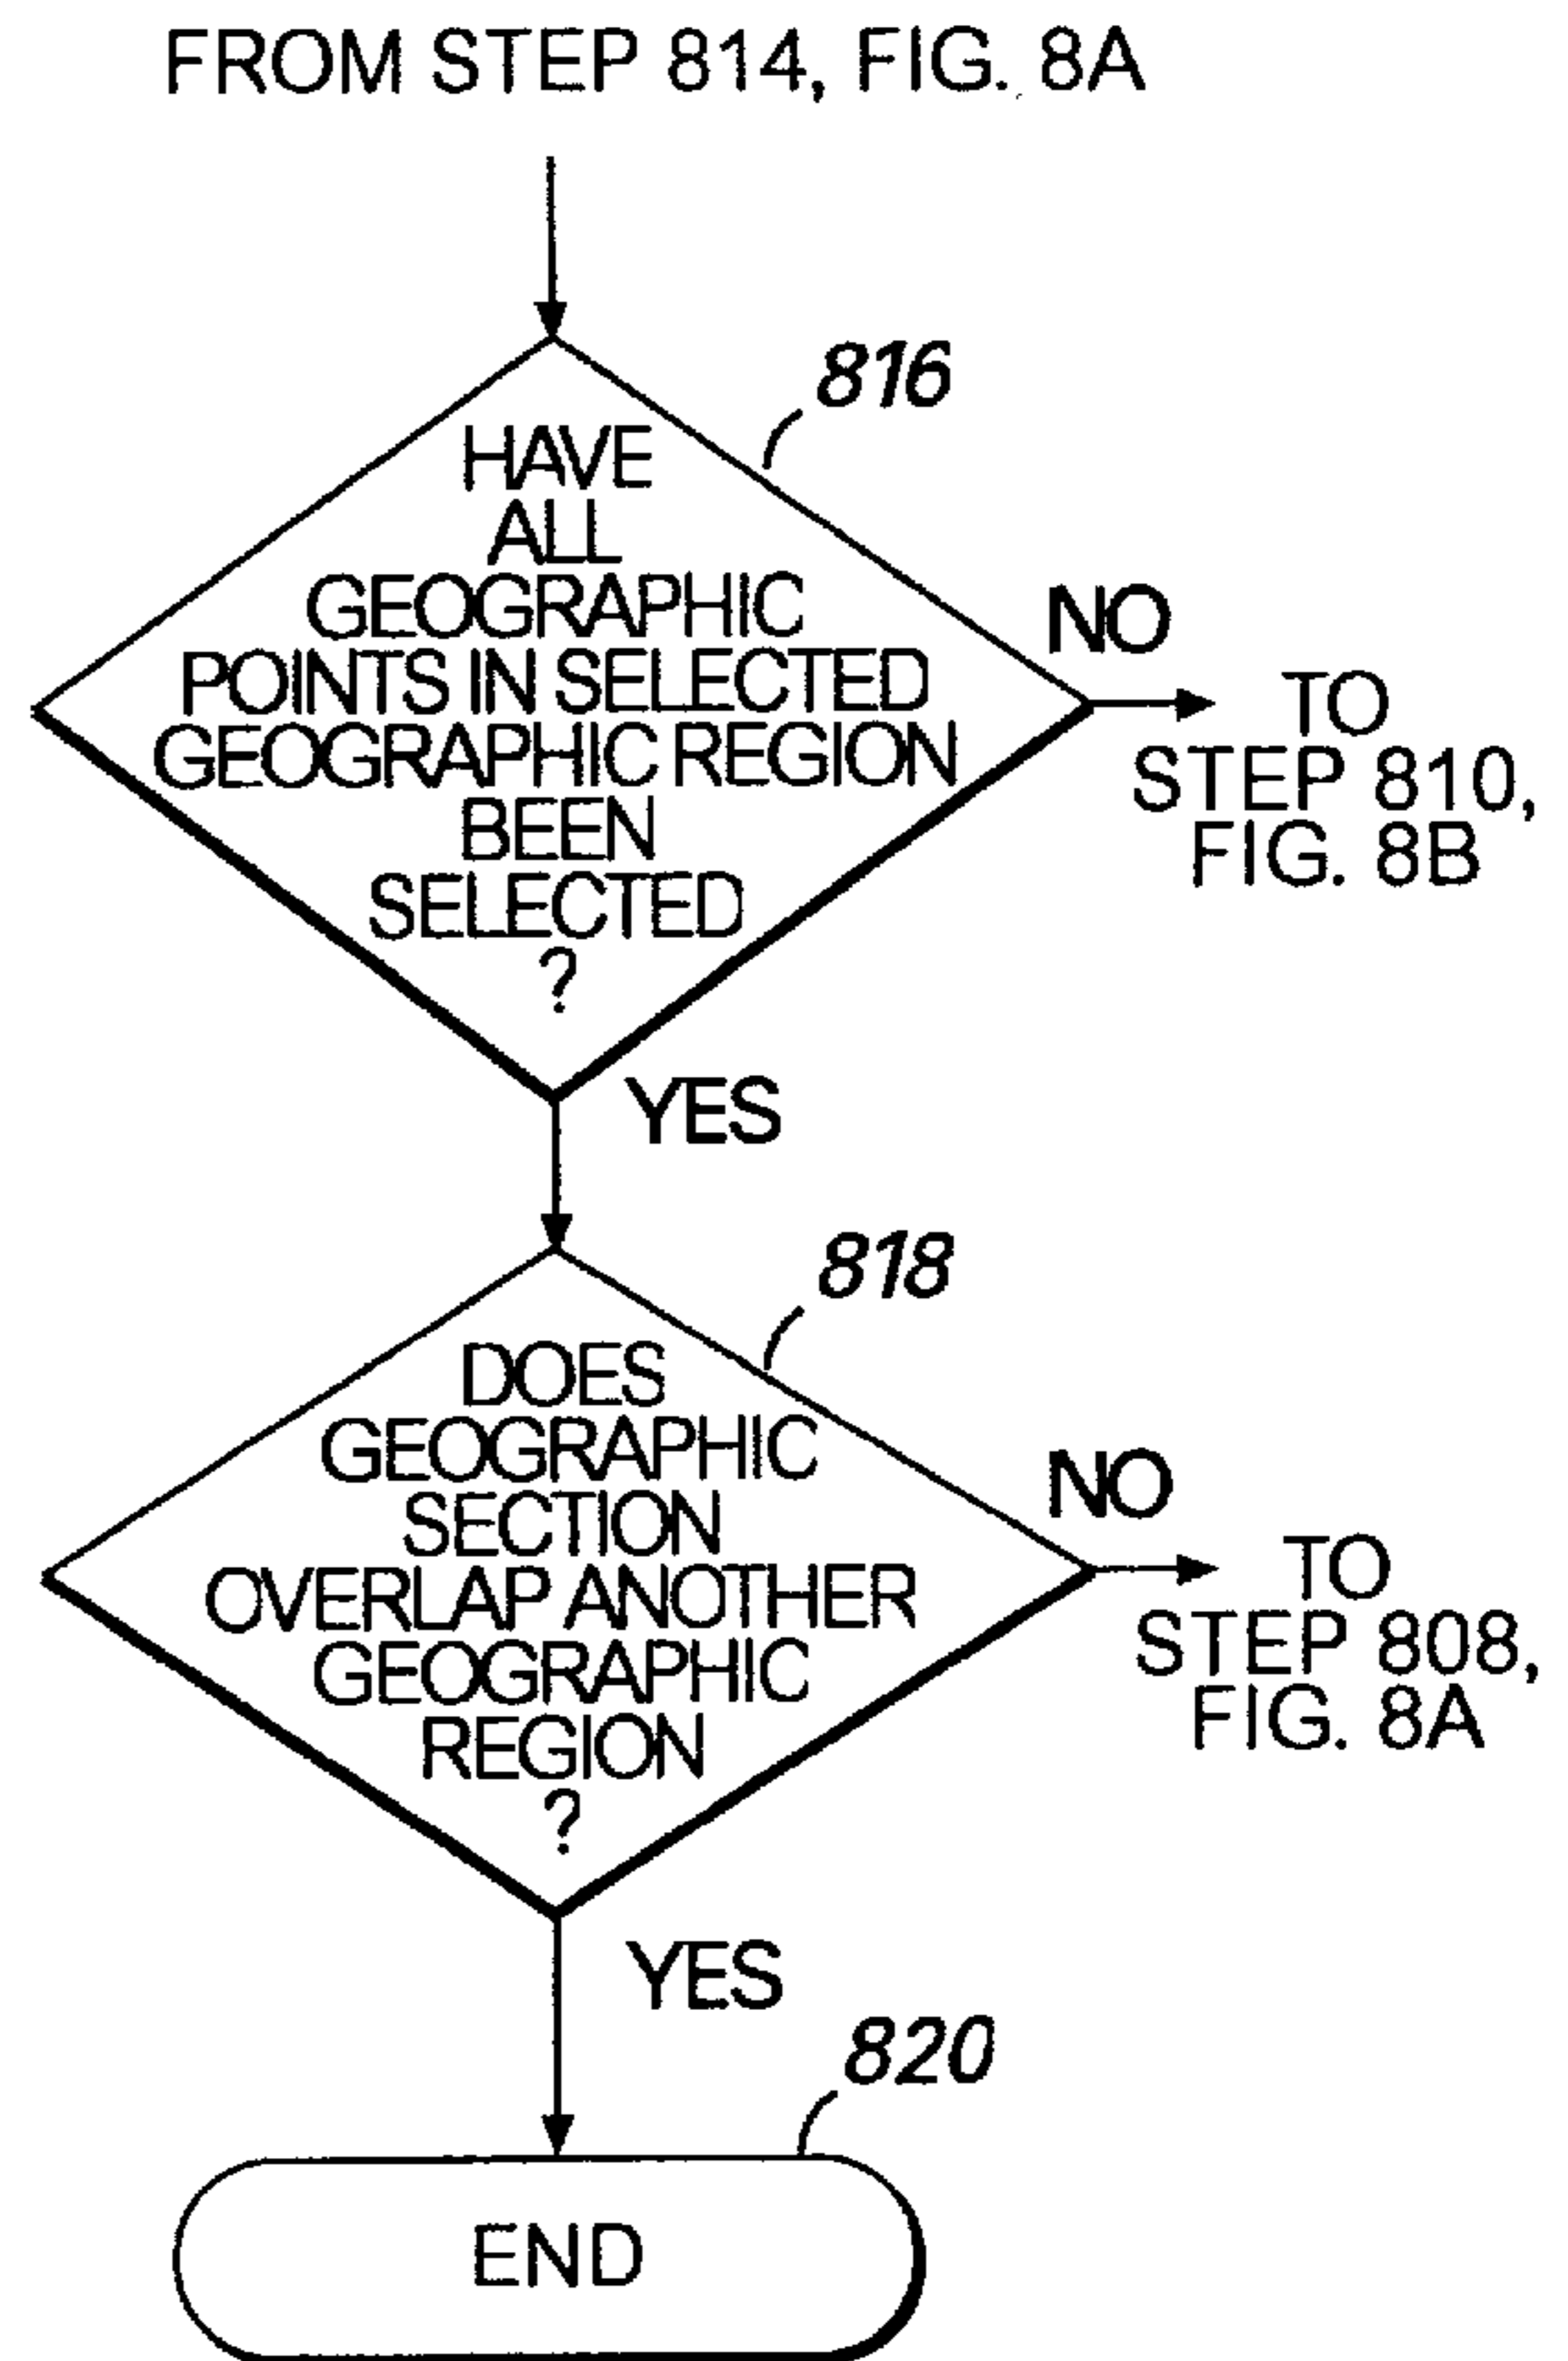 FROM STEP 814, FIG. 8A
816
HAVE
ALL
GEOGRAPHIC
POINTS IN SELECTED
GEOGRAPHIC REGION
BEEN
SELECTED
?
NO
TO
STEP 810,
FIG. 8B
YES
818
DOES
GEOGRAPHIC
SECTION
OVERLAP ANOTHER
GEOGRAPHIC
REGION
?
NO
TO
STEP 808,
FIG. 8A
YES
820
END